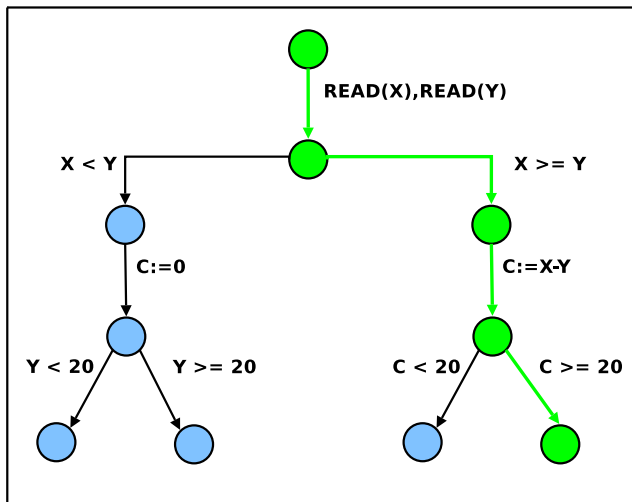 READ(X),READ(Y)
X < Y
X >= Y
C:=0
C:=X-Y
Y < 20
Y >= 20
C < 20
C >= 20